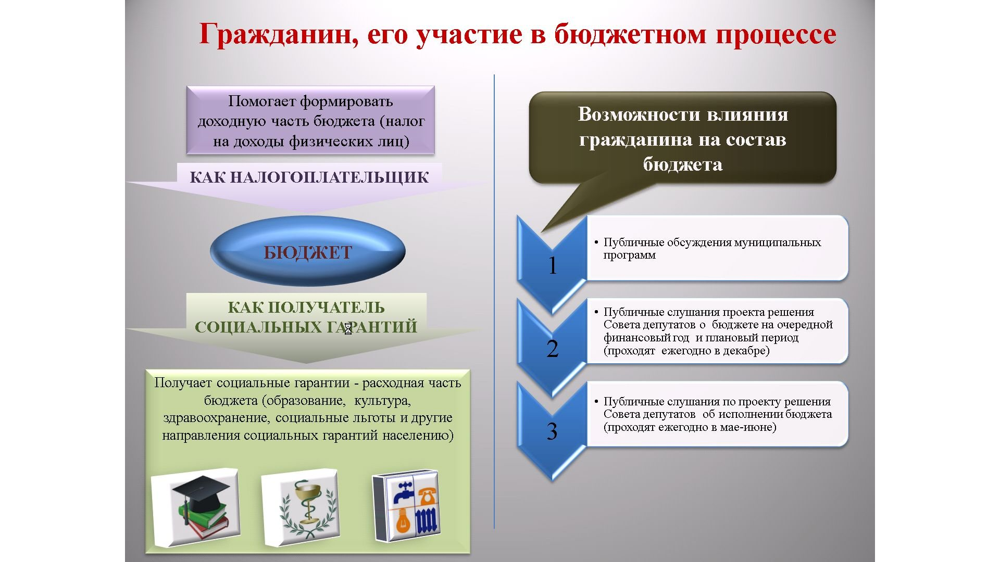 Гражданин, его участие в бюджетном процессе
Помогает формировать
доходную часть бюджета (налог
на доходы физических лиц)
КАК НАЛОГОПЛАТЕЛЬЩИК
БЮДЖЕТ
КАК ПОЛУЧАТЕЛЬ
СОЦИАЛЬНЫХ ГАРАНТИЙ
Получает социальные гарантии - расходная часть
бюджета (образование, культура,
здравоохранение, социальные льготы и другие
направления социальных гарантий населению)
Возможности влияния
гражданина на состав
бюджета
1
• Публичные обсуждения муниципальных
программ
2
• Публичные слушания проекта решения
Совета депутатов о бюджете на очередной
финансовый год и плановый период
(проходят ежегодно в декабре)
3
• Публичные слушания по проекту решения
Совета депутатов об исполнении бюджета
(проходят ежегодно в мае-июне)